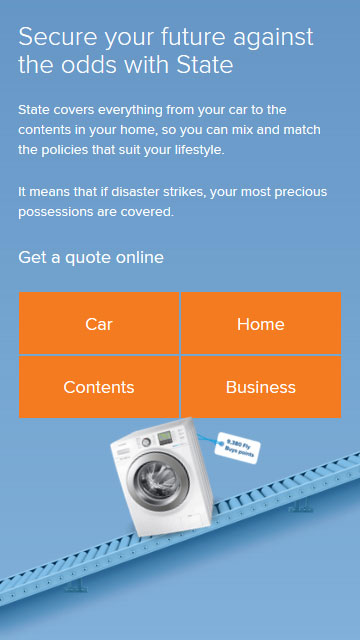 Secure your future against
the odds with State
State covers everything from your car to the
contents in your home, so you can mix and match
the policies that suit your lifestyle.
It means that if disaster strikes, your most precious
possessions are covered.
Get a quote online
Car
Home
Contents
Business
9,380 Fly
Buys points